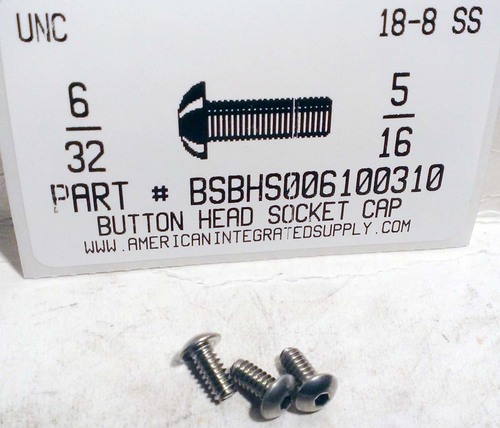 UNC 18-8 SS
6 5
32 16
PART # BSBHS006100310
BUTTON HEAD SOCKET CAP
WWW.AMERICANINTEGRATEDSUPPLY.COM